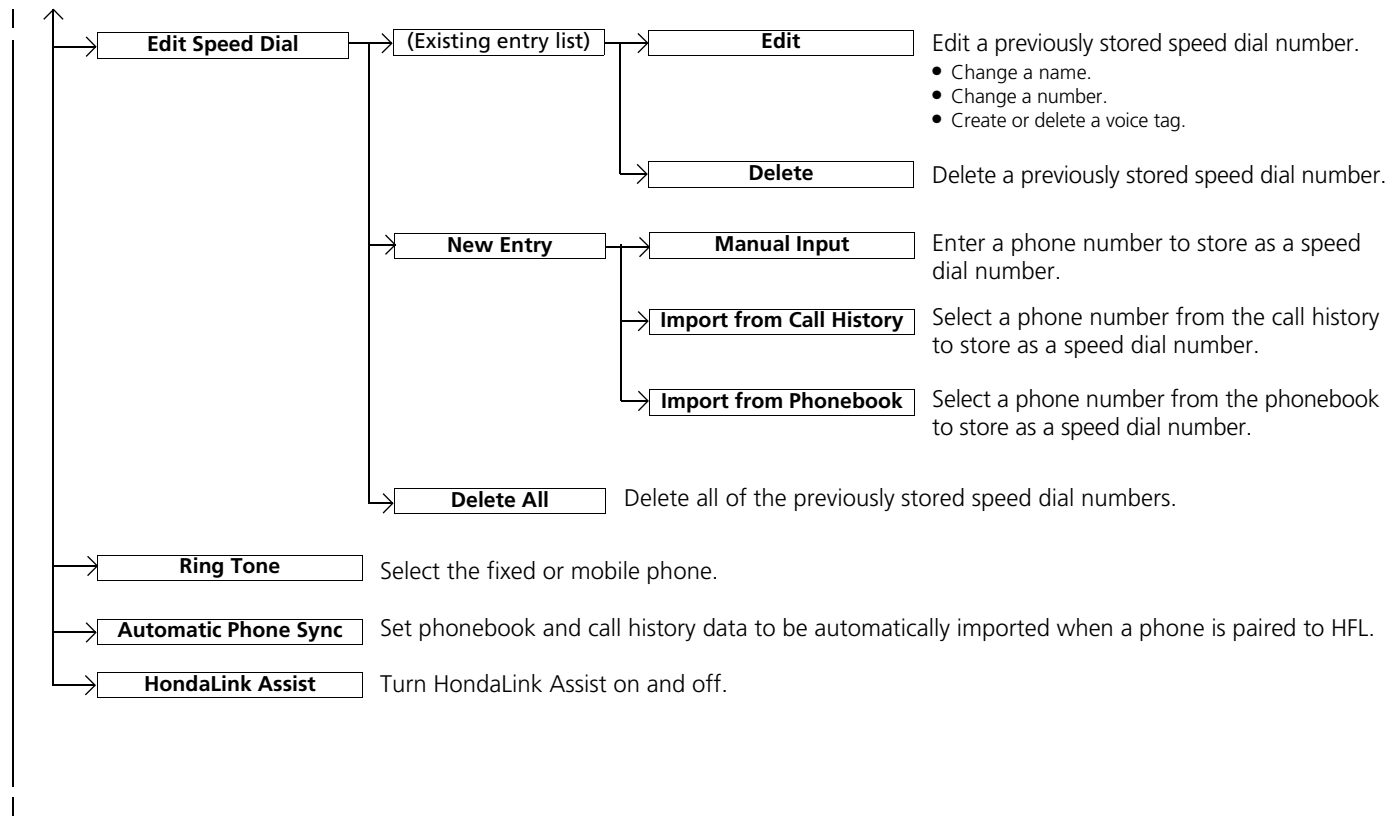 Edit Speed Dial
(Existing entry list)
Edit
Edit a previously stored speed dial number.
• Change a name.
• Change a number.
• Create or delete a voice tag.
Delete
Delete a previously stored speed dial number.
New Entry
Manual Input
Enter a phone number to store as a speed
dial number.
Import from Call History
Select a phone number from the call history
to store as a speed dial number.
Import from Phonebook
Select a phone number from the phonebook
to store as a speed dial number.
Delete All
Delete all of the previously stored speed dial numbers.
Ring Tone
Select the fixed or mobile phone.
Automatic Phone Sync
Set phonebook and call history data to be automatically imported when a phone is paired to HFL.
HondaLink Assist
Turn HondaLink Assist on and off.